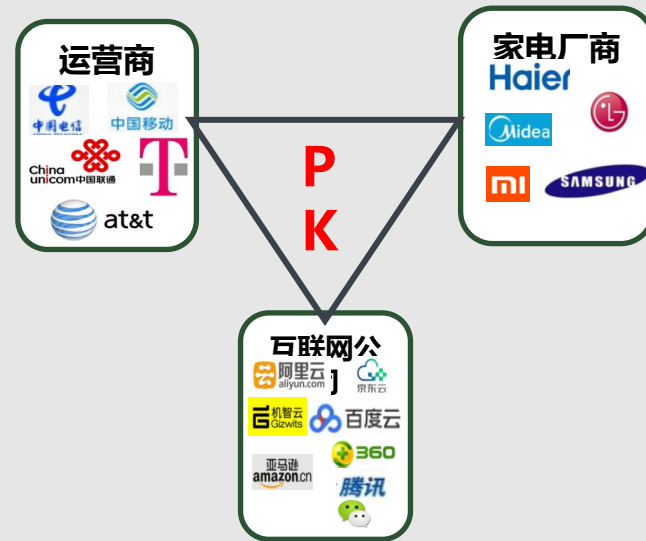 运营商
中国电信
中国移动
China
unicom中国联通
T
at&t
家电厂商
Haier
LG
Midea
mi
SAMSUNG
P
K
互联网公
阿里云
aliyun.com
京东云
机智云
Gizwits
百度云
360
亚马逊
amazon.cn
腾讯